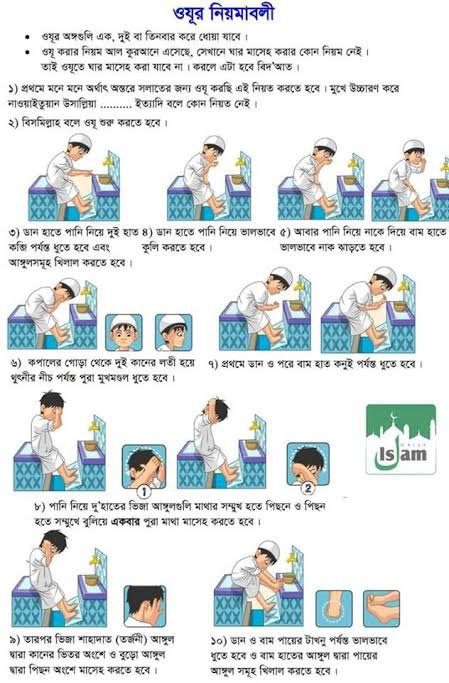 ওযূর নিয়মাবলী
• ওযূর অঙ্গগুলি এক, দুই বা তিনবার করে ধোয়া যাবে ।
• ওযূ করার নিয়ম আল কুরআনে এসেছে, সেখানে ঘার মাসেহ করার কোন নিয়ম নেই ।
তাই ওযূতে ঘার মাসেহ করা যাবে না । করলে এটা হবে বিদ'আত ।
১) প্রথমে মনে মনে অর্থাৎ অন্তরে সলাতের জন্য ওযূ করছি এই নিয়ত করতে হবে । মুখে উচ্চারণ করে
নাওয়াইতুয়ান উসাল্লিয়া .......... ইত্যাদি বলে কোন নিয়ত নেই ।
২) বিসমিল্লাহ বলে ওযূ শুরু করতে হবে ।
৩) ডান হাতে পানি নিয়ে দুই হাত
কব্জি পর্যন্ত ধুতে হবে এবং
আঙ্গুলসমূহ খিলাল করতে হবে ।
৪) ডান হাতে পানি নিয়ে ভালভাবে
কুলি করতে হবে ।
৫) আবার পানি নিয়ে নাকে দিয়ে বাম হাতে
ভালভাবে নাক ঝাড়তে হবে ।
৬) কপালের গোড়া থেকে দুই কানের লতী হয়ে
থুৎনীর নীচ পর্যন্ত পুরা মুখমণ্ডল ধুতে হবে ।
৭) প্রথমে ডান ও পরে বাম হাত কনুই পর্যন্ত ধুতে হবে ।
Islam
1
2
৮) পানি নিয়ে দু'হাতের ভিজা আঙ্গুলগুলি মাথার সম্মুখ হতে পিছনে ও পিছন
হতে সম্মুখে বুলিয়ে একবার পুরা মাথা মাসেহ করতে হবে ।
৯) তারপর ভিজা শাহাদাত (তর্জনী) আঙ্গুল
দ্বারা কানের ভিতর অংশে ও বুড়ো আঙ্গুল
দ্বারা পিছন অংশে মাসেহ করতে হবে ।
১০) ডান ও বাম পায়ের টাখনু পর্যন্ত ভালভাবে
ধুতে হবে ও বাম হাতের আঙ্গুল দ্বারা পায়ের
আঙ্গুল সমূহ খিলাল করতে হবে ।